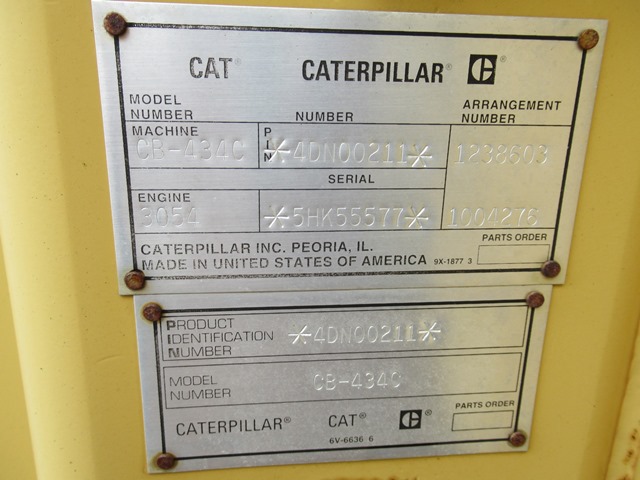 CAT® CATERPILLAR® C®
MODEL NUMBER NUMBER ARRANGEMENT NUMBER
MACHINE PIN
CB-434C *4DN00211* 1238603
SERIAL
ENGINE
3054 *5HK55577* 1004276
CATERPILLAR INC. PEORIA, IL. PARTS ORDER
MADE IN UNITED STATES OF AMERICA 9X-1877 3
PRODUCT
IDENTIFICATION *4DN00211*
NUMBER
MODEL
NUMBER CB-434C
PARTS ORDER
CATERPILLAR® CAT® C®
6V-6636 6